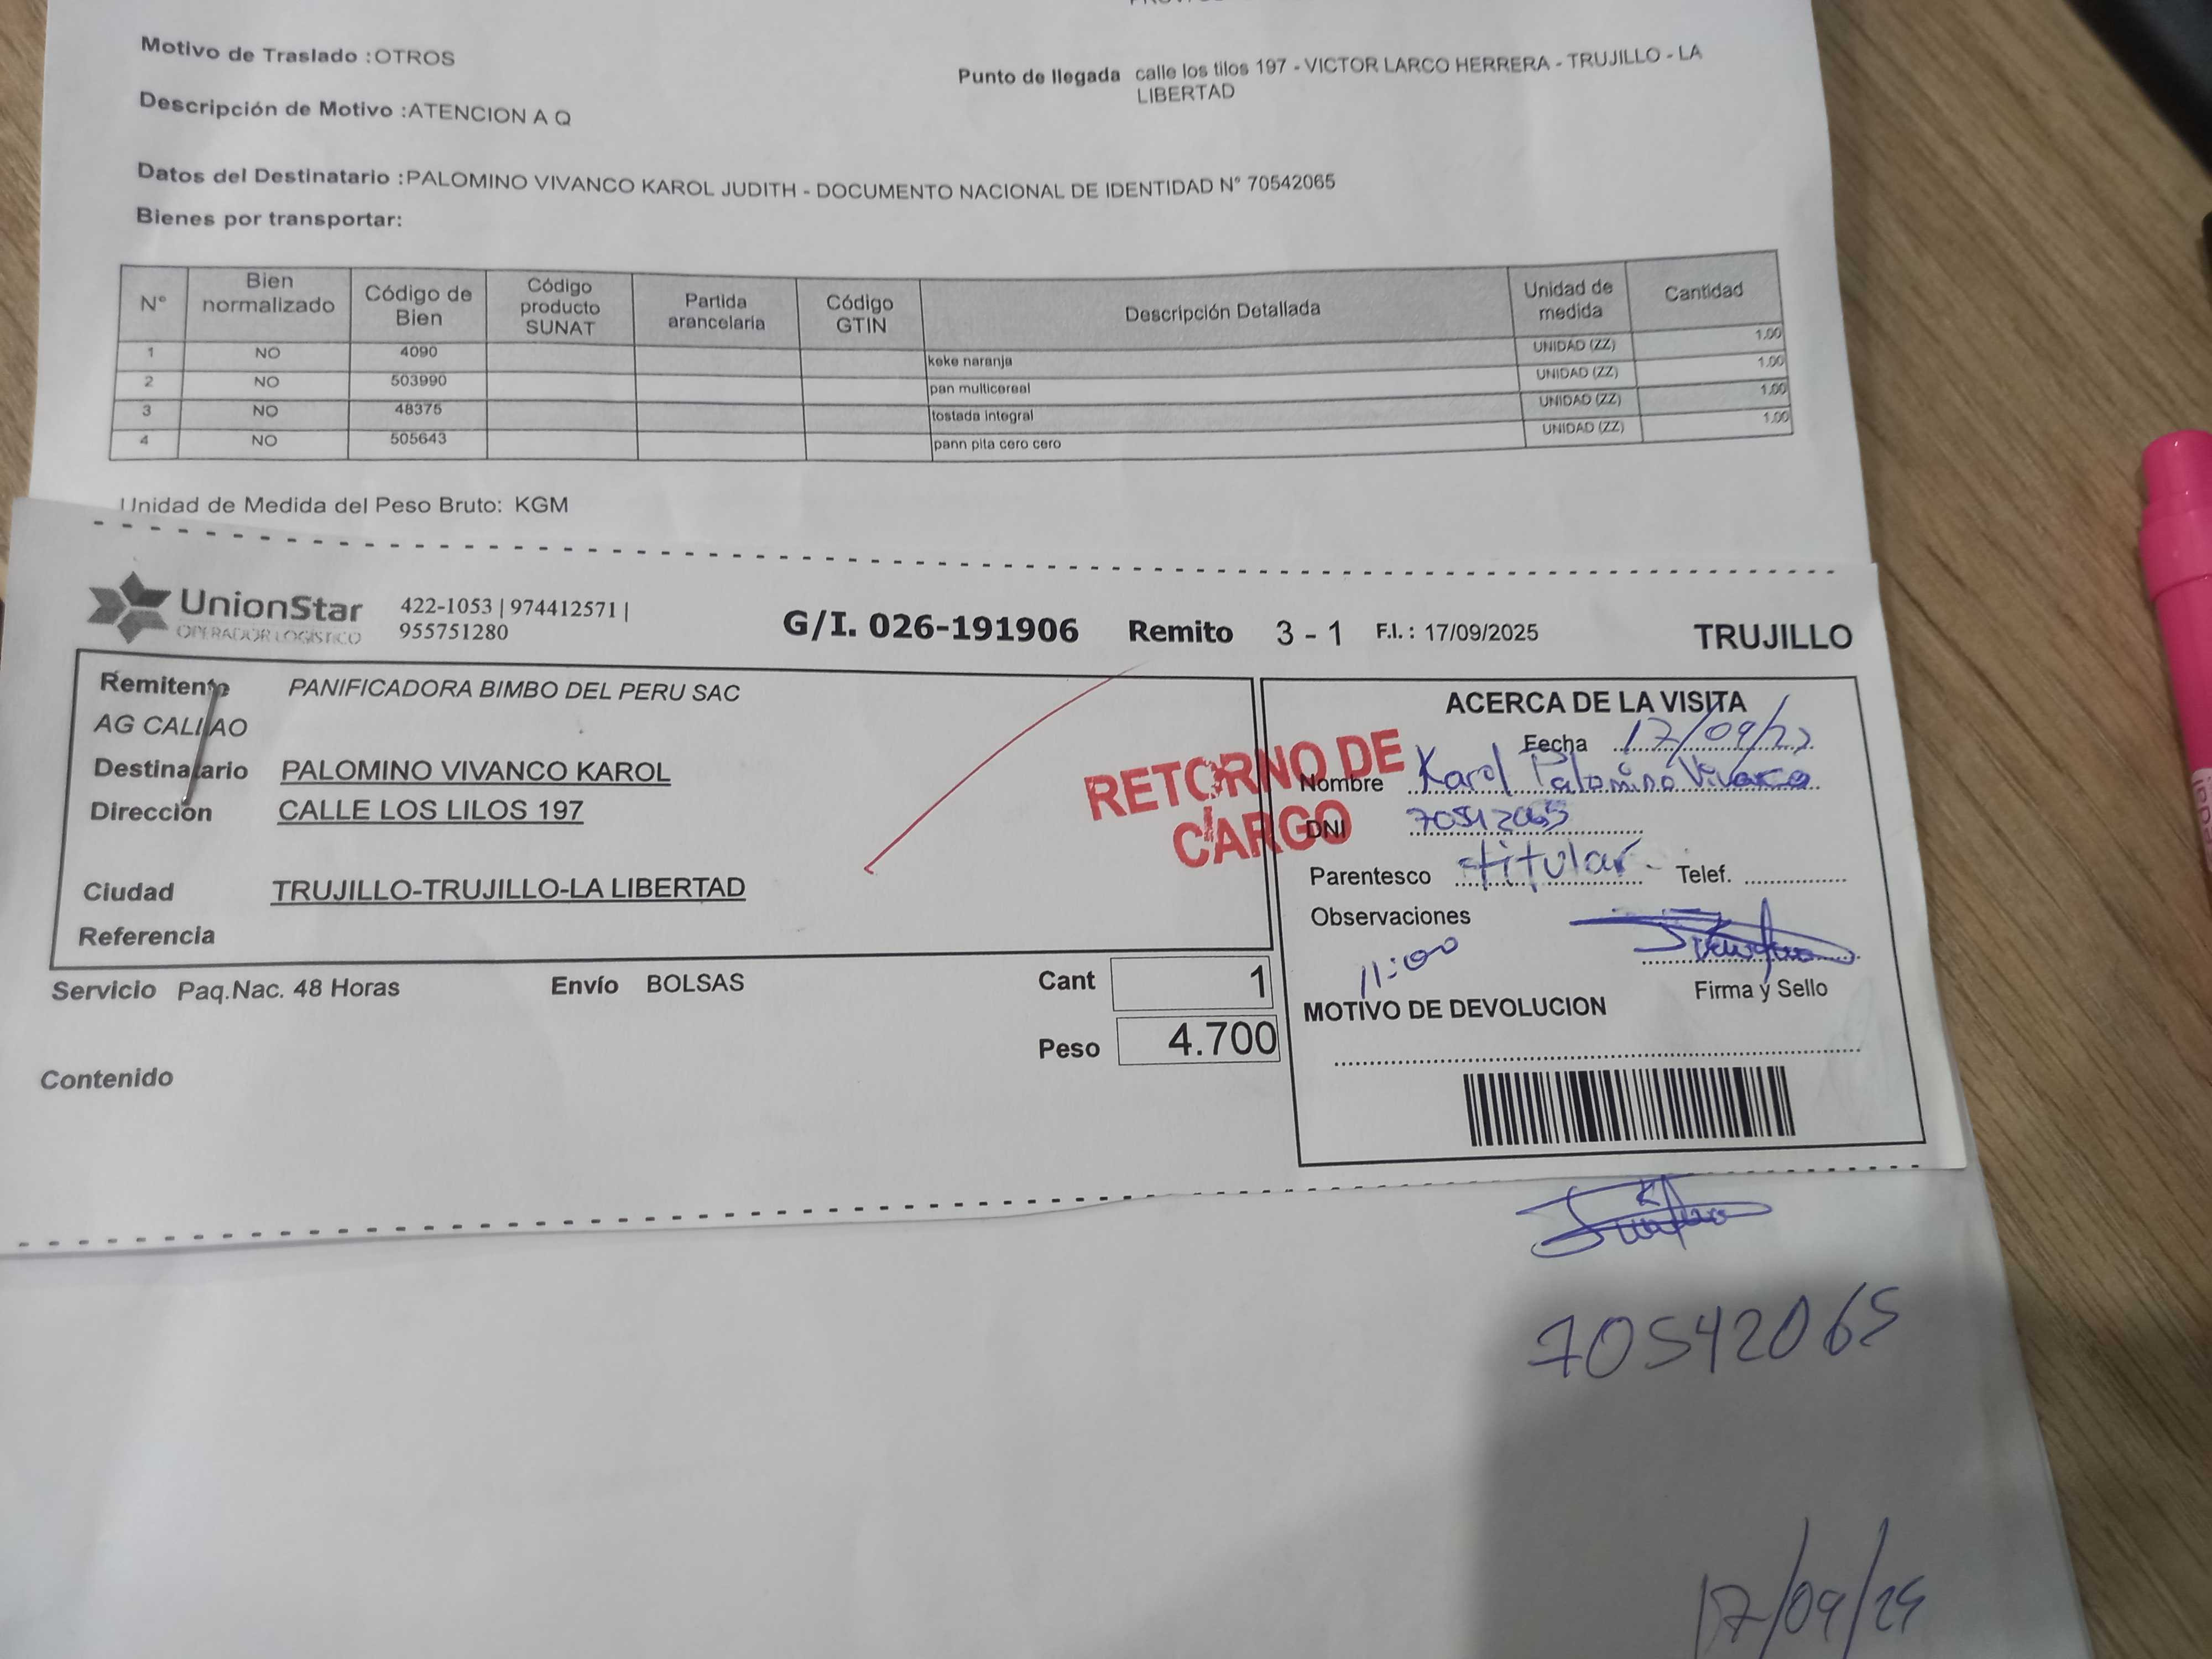 Motivo de Traslado :OTROS
Punto de llegada calle los tilos 197 - VICTOR LARCO HERRERA - TRUJILLO - LA
LIBERTAD
Descripción de Motivo :ATENCION A Q
Datos del Destinatario :PALOMINO VIVANCO KAROL JUDITH - DOCUMENTO NACIONAL DE IDENTIDAD N° 70542065
Bienes por transportar:
N° Bien normalizado Código de Bien Código producto SUNAT Partida arancelaria Código GTIN Descripción Detallada Unidad de medida Cantidad
1 NO 4090 keke naranja UNIDAD (ZZ) 1.00
2 NO 503990 pan multicereal UNIDAD (ZZ) 1.00
3 NO 48375 tostada integral UNIDAD (ZZ) 1.00
4 NO 505643 pann pita cero cero UNIDAD (ZZ) 1.00
Unidad de Medida del Peso Bruto: KGM
UnionStar
OPERADOR LOGÍSTICO
422-1053 | 974412571 |
955751280
G/I. 026-191906 Remito 3 - 1 F.I. : 17/09/2025 TRUJILLO
Remitente PANIFICADORA BIMBO DEL PERU SAC
AG CALLAO
Destinatario PALOMINO VIVANCO KAROL
Dirección CALLE LOS LILOS 197
Ciudad TRUJILLO-TRUJILLO-LA LIBERTAD
Referencia
RETORNO DE
CARGO
ACERCA DE LA VISITA
Fecha 17/09/
Nombre Karol Palomino Vivanco
DNI 70542065
Parentesco titular Telef.
Observaciones
11:00
Firma y Sello
MOTIVO DE DEVOLUCION
Servicio Paq.Nac. 48 Horas Envío BOLSAS Cant 1
Peso 4.700
Contenido
70542065
17/09/25